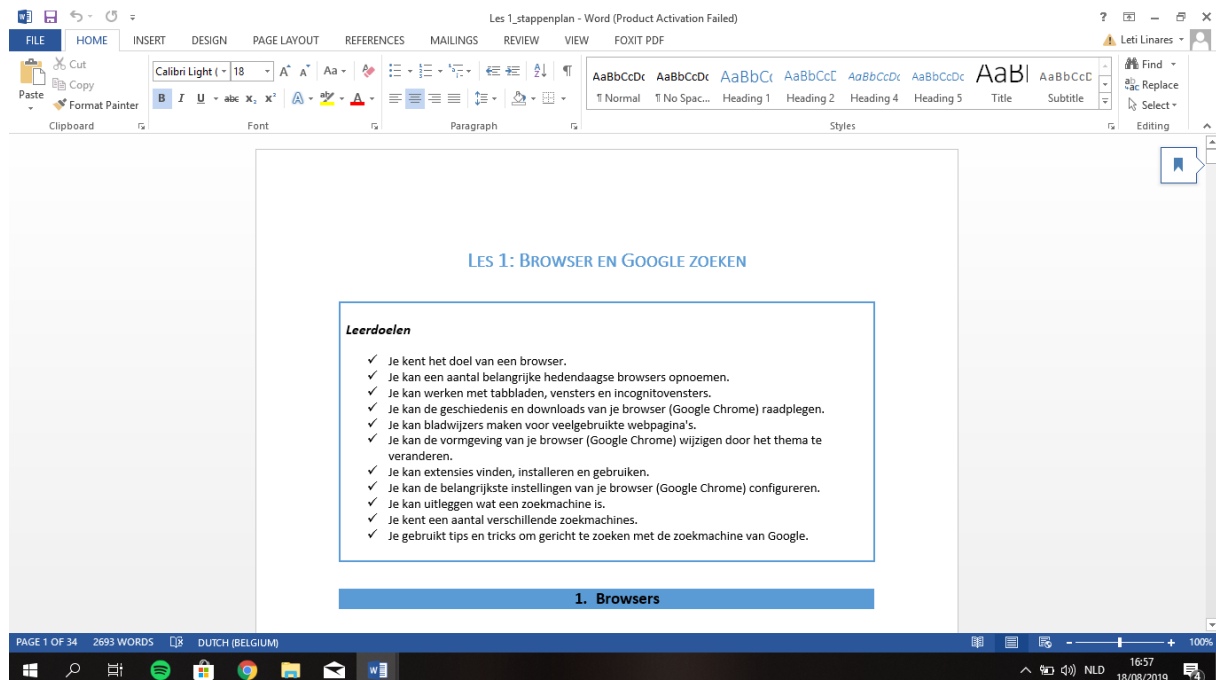 Les 1_stappenplan - Word (Product Activation Failed)
FILE HOME INSERT DESIGN PAGE LAYOUT REFERENCES MAILINGS REVIEW VIEW FOXIT PDF Leti Linares
Paste
Cut
Copy
Format Painter
Clipboard
Calibri Light ( 18
Font
Paragraph
AaBbCcDc AaBbCcDc AaBbC( AaBbCcE AaBbCcDc AaBbCcDc AaB AaBbCcD
¶ Normal ¶ No Spac... Heading 1 Heading 2 Heading 4 Heading 5 Title Subtitle
Styles
Find
Replace
Select
Editing
LES 1: BROWSER EN GOOGLE ZOEKEN
Leerdoelen
✓ Je kent het doel van een browser.
✓ Je kan een aantal belangrijke hedendaagse browsers opnoemen.
✓ Je kan werken met tabbladen, vensters en incognitovensters.
✓ Je kan de geschiedenis en downloads van je browser (Google Chrome) raadplegen.
✓ Je kan bladwijzers maken voor veelgebruikte webpagina's.
✓ Je kan de vormgeving van je browser (Google Chrome) wijzigen door het thema te
veranderen.
✓ Je kan extensies vinden, installeren en gebruiken.
✓ Je kan de belangrijkste instellingen van je browser (Google Chrome) configureren.
✓ Je kan uitleggen wat een zoekmachine is.
✓ Je kent een aantal verschillende zoekmachines.
✓ Je gebruikt tips en tricks om gericht te zoeken met de zoekmachine van Google.
1. Browsers
PAGE 1 OF 34 2693 WORDS DUTCH (BELGIUM) 100%
NLD
16:57
18/08/2019
4